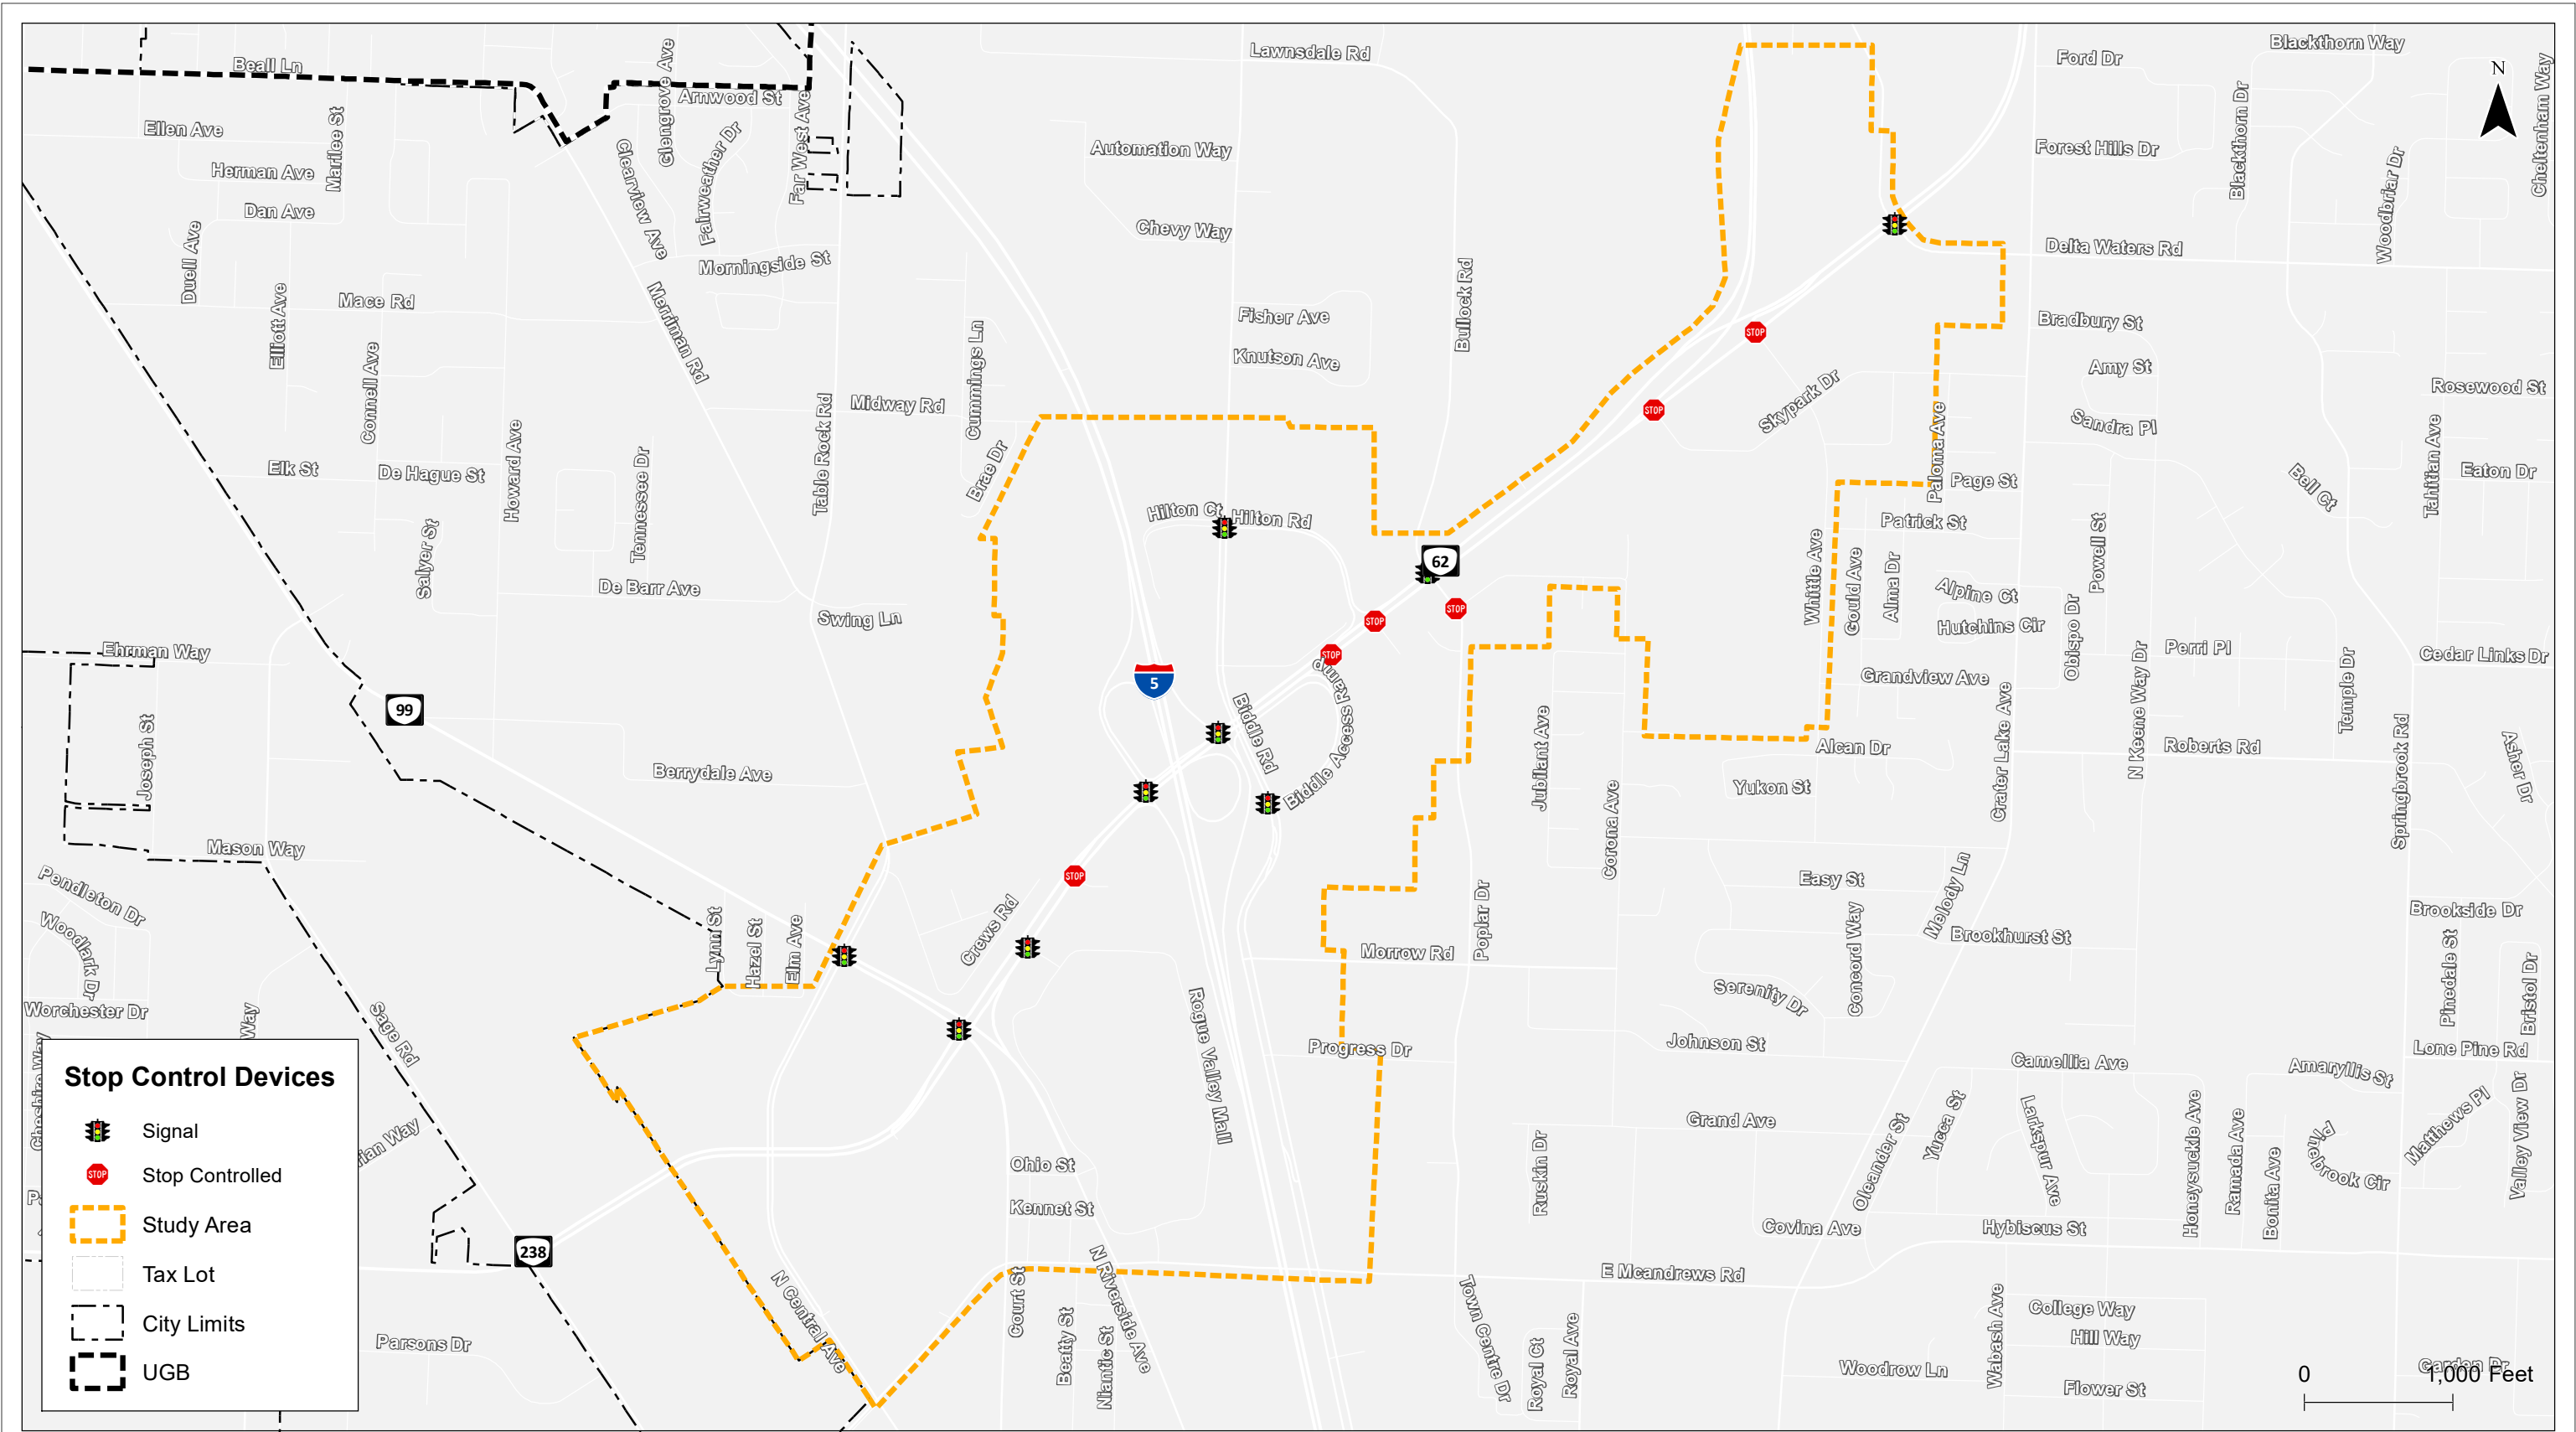 Beall Ln
Glengrove Ave
Lawnsdale Rd
Ford Dr
Blackthorn Way
N
Arnwood St
Ellen Ave
Marilee St
Fairweather Dr
Far West Ave
Automation Way
Forest Hills Dr
Blackthorn Dr
Woodbriar Dr
Cheltenham Way
Herman Ave
Clearview Ave
Dan Ave
Chevy Way
Duell Ave
Morningside St
Delta Waters Rd
Mace Rd
Elliott Ave
Merriman Rd
Fisher Ave
Bullock Rd
Bradbury St
STOP
Knutson Ave
Connell Ave
Cummings Ln
Amy St
Rosewood St
Midway Rd
Skypark Dr
STOP
Sandra Pl
Elk St
De Hague St
Howard Ave
Tennessee Dr
Table Rock Rd
Brae Dr
Paloma Ave
Page St
Bell Ct
Tahitian Ave
Eaton Dr
Hilton Ct
Hilton Rd
Patrick St
Salyer St
62
Whittle Ave
Gould Ave
Alma Dr
Alpine Ct
Powell St
De Barr Ave
Swing Ln
STOP
STOP
Hutchins Cir
Obispo Dr
Ehrman Way
STOP
Perri Pl
N Keene Way Dr
Temple Dr
Cedar Links Dr
Grandview Ave
5
99
Biddle Rd
Biddle Access Ramp
Joseph St
Jubilant Ave
Crater Lake Ave
Alcan Dr
Roberts Rd
Springbrook Rd
Asher Dr
Berrydale Ave
Yukon St
Corona Ave
Mason Way
Pendleton Dr
STOP
Easy St
Melody Ln
Woodlark Dr
Lynn St
Hazel St
Elm Ave
Crews Rd
Poplar Dr
Morrow Rd
Concord Way
Brookhurst St
Brookside Dr
Pinedale St
Bristol Dr
Worchester Dr
Way
Sage Rd
Rogue Valley Mall
Serenity Dr
Progress Dr
Johnson St
Camellia Ave
Amaryllis St
Lone Pine Rd
Cheshire Way
Grand Ave
Oleander St
Yucca St
Larkspur Ave
Honeysuckle Ave
Ramada Ave
Bonita Ave
Pinebrook Cir
Matthews Pl
Valley View Dr
Ohio St
Ruskin Dr
Kennet St
Covina Ave
Hybiscus St
238
N Central Ave
Court St
N Riverside Ave
Beatty St
Niantic St
E Mcandrews Rd
Town Centre Dr
Royal Ct
Royal Ave
Wabash Ave
College Way
Hill Way
Parsons Dr
Woodrow Ln
Flower St
Garden Dr
Stop Control Devices
Signal
STOP Stop Controlled
Study Area
Tax Lot
City Limits
UGB
0 1,000 Feet